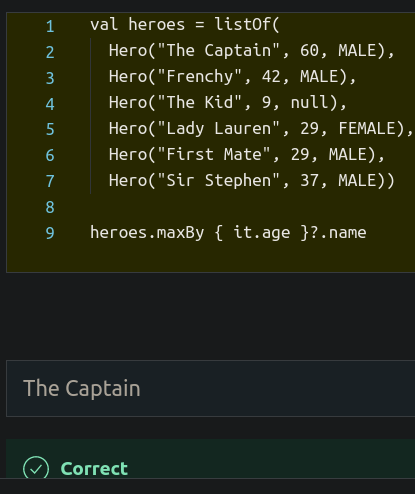 1 val heroes = listOf(
2   Hero("The Captain", 60, MALE),
3   Hero("Frenchy", 42, MALE),
4   Hero("The Kid", 9, null),
5   Hero("Lady Lauren", 29, FEMALE),
6   Hero("First Mate", 29, MALE),
7   Hero("Sir Stephen", 37, MALE))
8
9 heroes.maxBy { it.age }?.name
The Captain
Correct